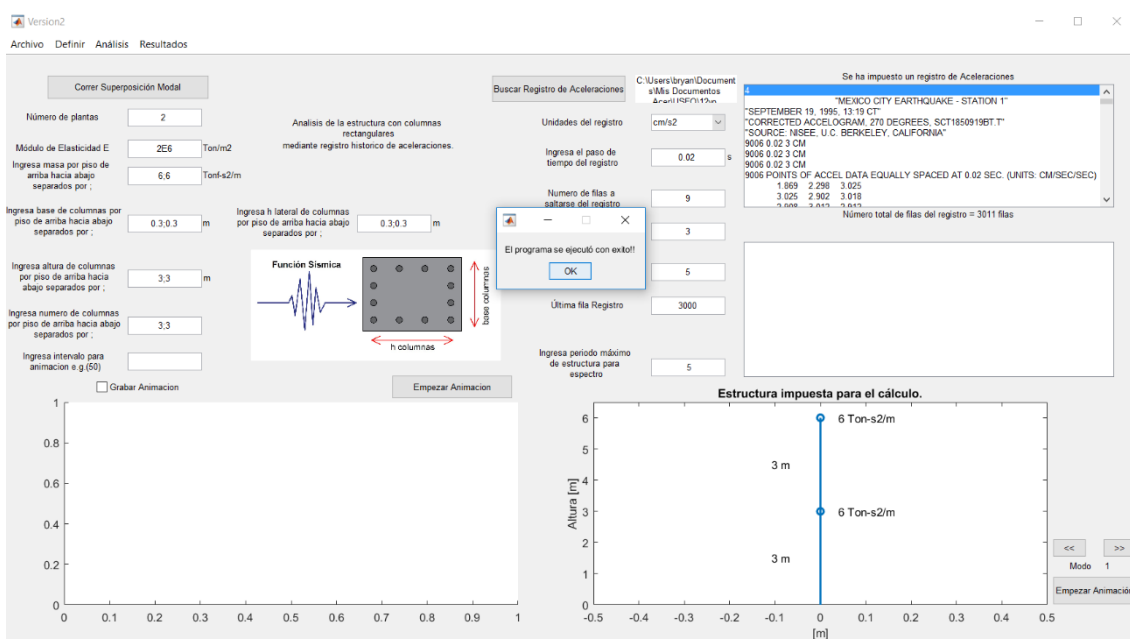 Version2
Archivo Definir Análisis Resultados
Correr Superposición Modal
Número de plantas
2
Módulo de Elasticidad E
2E6
Ton/m2
Ingresa masa por piso de
arriba hacia abajo
separados por ;
6;6
Tonf-s2/m
Analisis de la estructura con columnas
rectangulares
mediante registro historico de aceleraciones.
Ingresa base de columnas por
piso de arriba hacia abajo
separados por ;
0.3;0.3
m
Ingresa h lateral de columnas
por piso de arriba hacia abajo
separados por ;
0.3;0.3
m
Ingresa altura de columnas
por piso de arriba hacia
abajo separados por ;
3;3
m
Ingresa numero de columnas
por piso de arriba hacia abajo
separados por ;
3;3
Ingresa intervalo para
animacion e.g.(50)
Grabar Animacion
Empezar Animacion
Función Sísmica
base columnas
h columnas
Buscar Registro de Aceleraciones
C:\Users\bryan\Document
s\Mis Documentos
Unidades del registro
cm/s2
Ingresa el paso de
tiempo del registro
0.02
s
Numero de filas a
saltarse del registro
9
3
5
Última fila Registro
3000
Ingresa periodo máximo
de estructura para
espectro
5
El programa se ejecutó con exito!!
OK
Se ha impuesto un registro de Aceleraciones
4
"MEXICO CITY EARTHQUAKE - STATION 1"
"SEPTEMBER 19, 1995, 13:19 CT"
"CORRECTED ACCELOGRAM, 270 DEGREES, SCT1850919BT.T"
"SOURCE: NISEE, U.C. BERKELEY, CALIFORNIA"
9006 0.02 3 CM
9006 0.02 3 CM
9006 0.02 3 CM
9006 POINTS OF ACCEL DATA EQUALLY SPACED AT 0.02 SEC. (UNITS: CM/SEC/SEC)
1.869 2.298 3.025
3.025 2.902 3.018
Número total de filas del registro = 3011 filas
1
0.8
0.6
0.4
0.2
0
0 0.1 0.2 0.3 0.4 0.5 0.6 0.7 0.8 0.9 1
Estructura impuesta para el cálculo.
Altura [m]
6
5
4
3
2
1
0
6 Ton-s2/m
3 m
6 Ton-s2/m
3 m
-0.5 -0.4 -0.3 -0.2 -0.1 0 0.1 0.2 0.3 0.4 0.5
[m]
<< >>
Modo 1
Empezar Animación